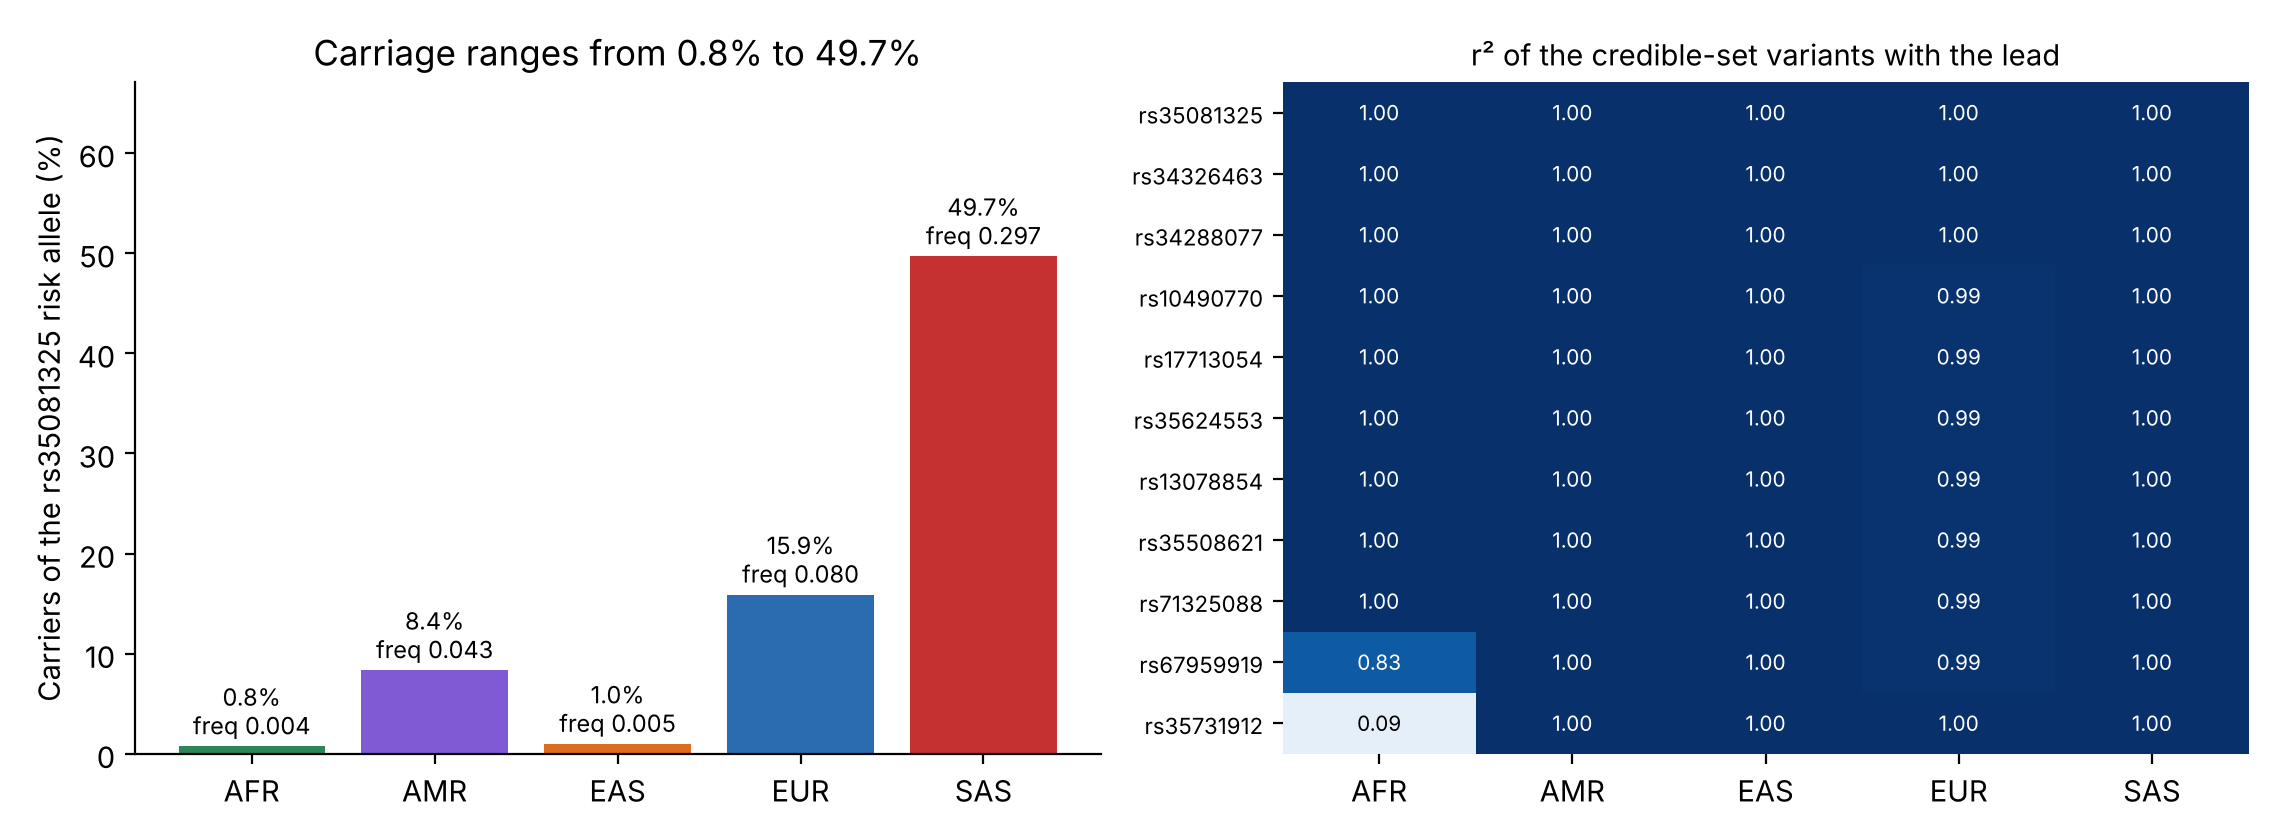 Carriage ranges from 0.8% to 49.7%
Carriers of the rs35081325 risk allele (%)
60
50
40
30
20
10
0
0.8%
freq 0.004
8.4%
freq 0.043
1.0%
freq 0.005
15.9%
freq 0.080
49.7%
freq 0.297
AFR AMR EAS EUR SAS
r² of the credible-set variants with the lead
rs35081325 1.00 1.00 1.00 1.00 1.00
rs34326463 1.00 1.00 1.00 1.00 1.00
rs34288077 1.00 1.00 1.00 1.00 1.00
rs10490770 1.00 1.00 1.00 0.99 1.00
rs17713054 1.00 1.00 1.00 0.99 1.00
rs35624553 1.00 1.00 1.00 0.99 1.00
rs13078854 1.00 1.00 1.00 0.99 1.00
rs35508621 1.00 1.00 1.00 0.99 1.00
rs71325088 1.00 1.00 1.00 0.99 1.00
rs67959919 0.83 1.00 1.00 0.99 1.00
rs35731912 0.09 1.00 1.00 1.00 1.00
AFR AMR EAS EUR SAS